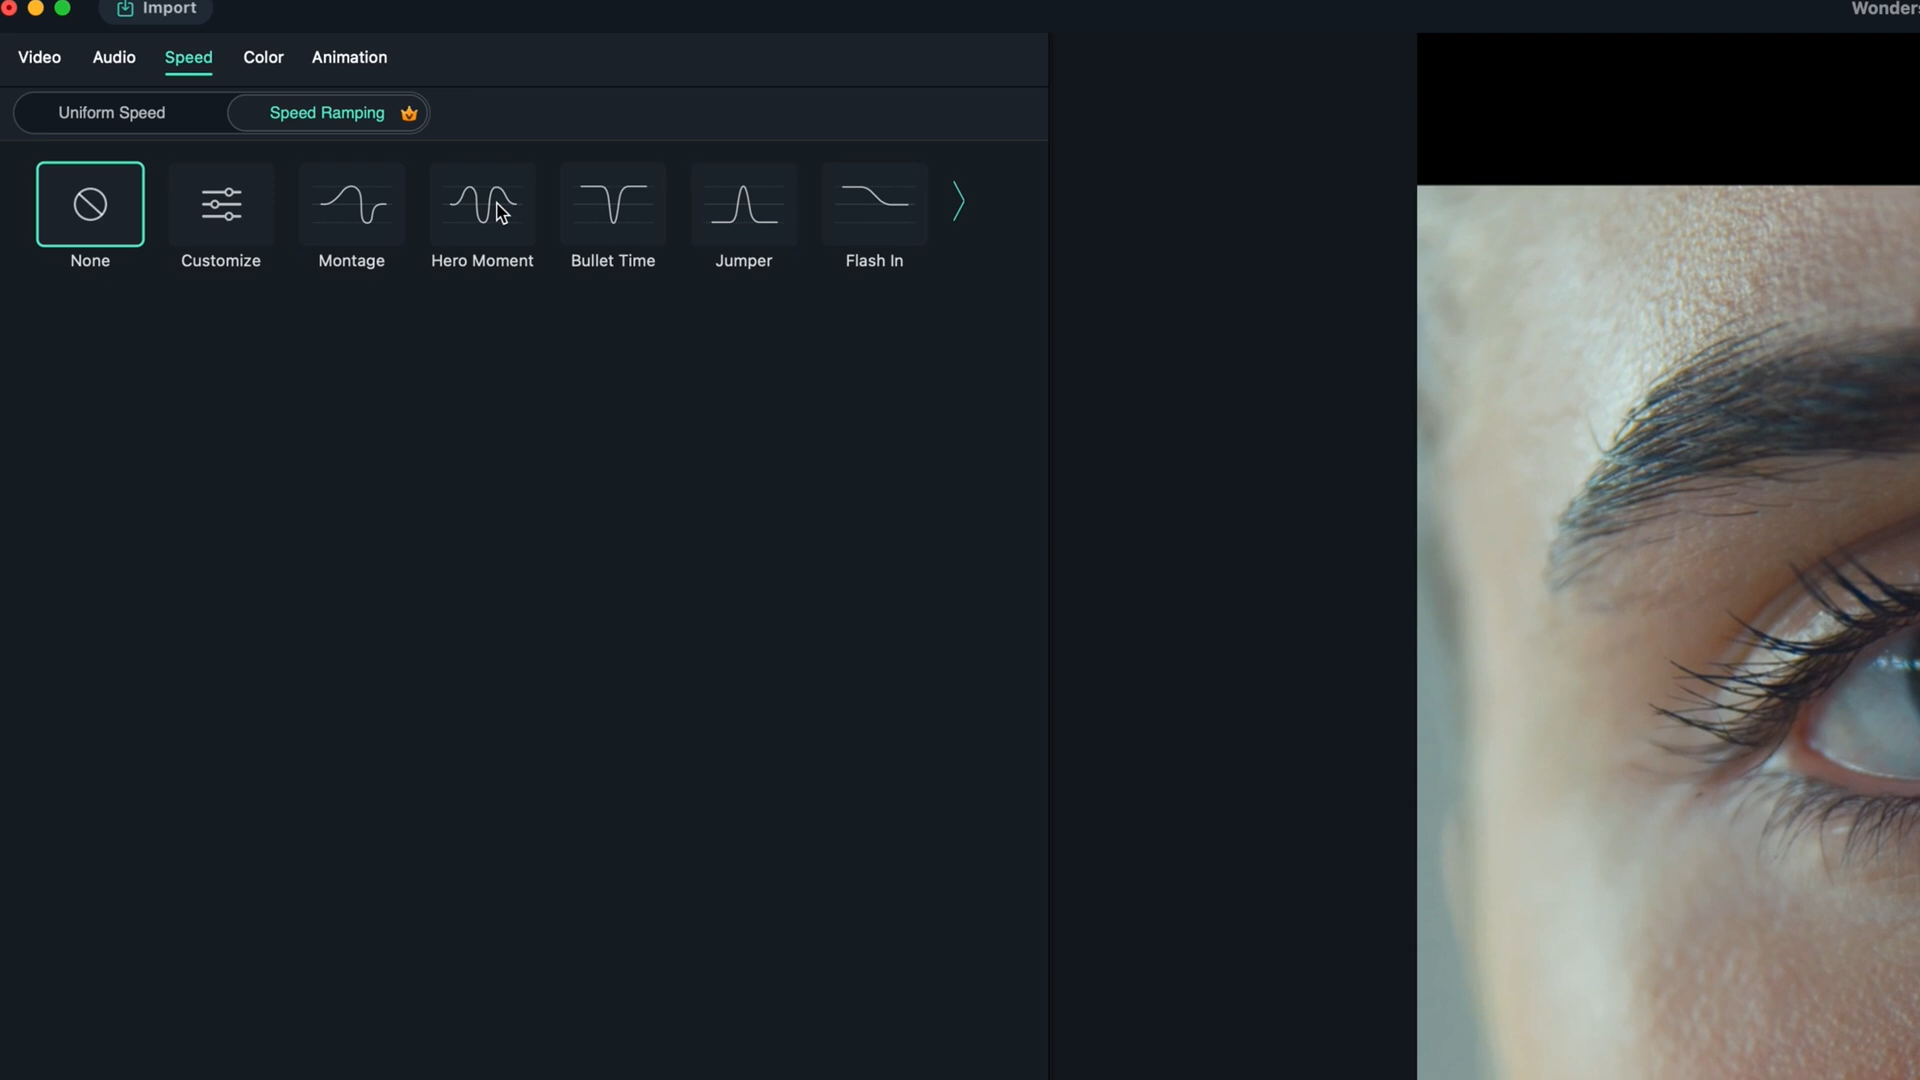 Import
Wonders
Video Audio Speed Color Animation
Uniform Speed Speed Ramping
None Customize Montage Hero Moment Bullet Time Jumper Flash In